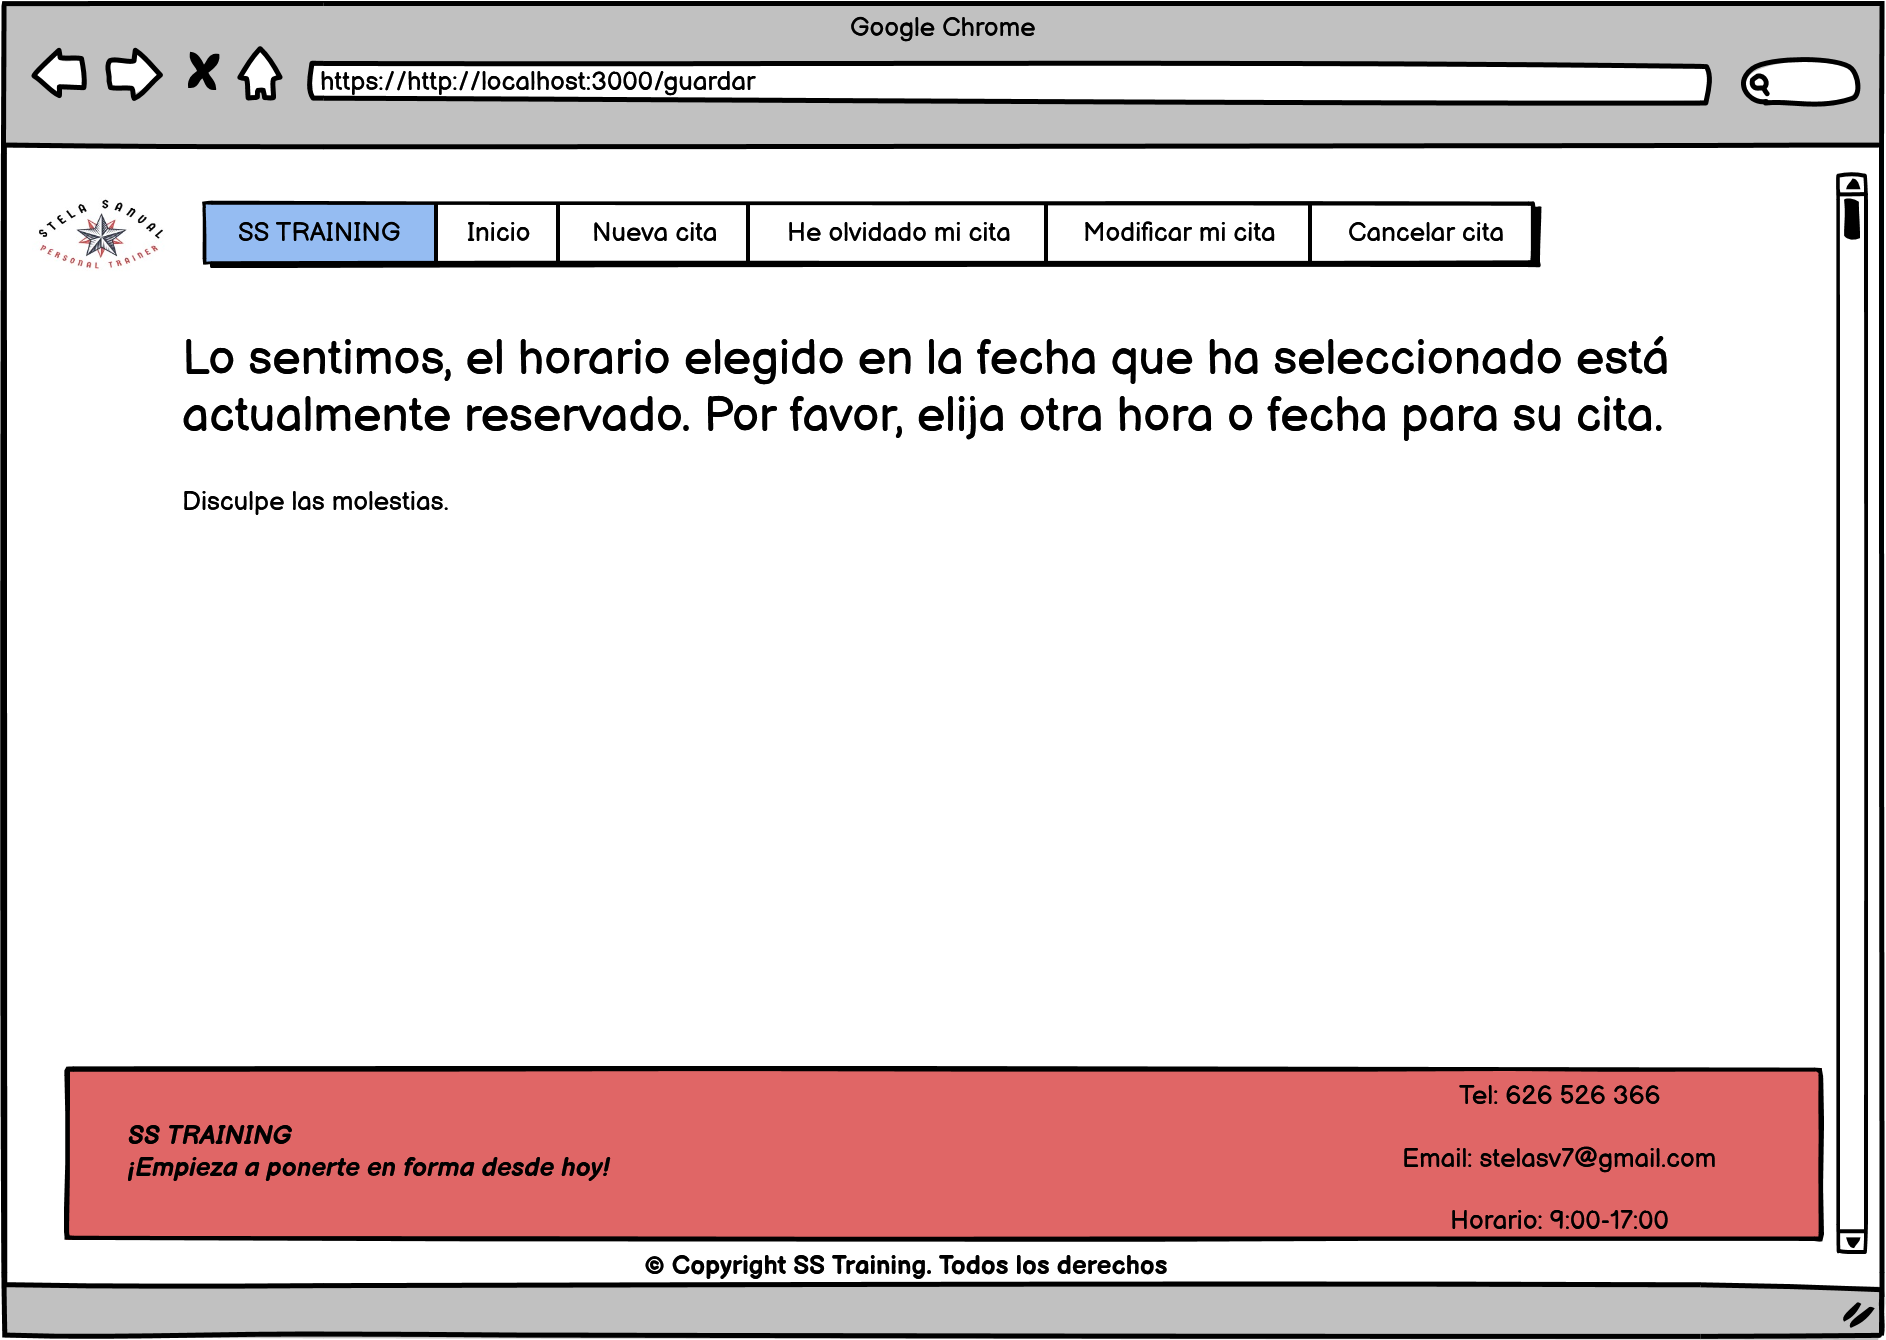 Google Chrome
https://http://localhost:3000/guardar
STELA SANVAL
PERSONAL TRAINER
SS TRAINING
Inicio
Nueva cita
He olvidado mi cita
Modificar mi cita
Cancelar cita
Lo sentimos, el horario elegido en la fecha que ha seleccionado está
actualmente reservado. Por favor, elija otra hora o fecha para su cita.
Disculpe las molestias.
SS TRAINING
¡Empieza a ponerte en forma desde hoy!
Tel: 626 526 366
Email: stelasv7@gmail.com
Horario: 9:00-17:00
© Copyright SS Training. Todos los derechos